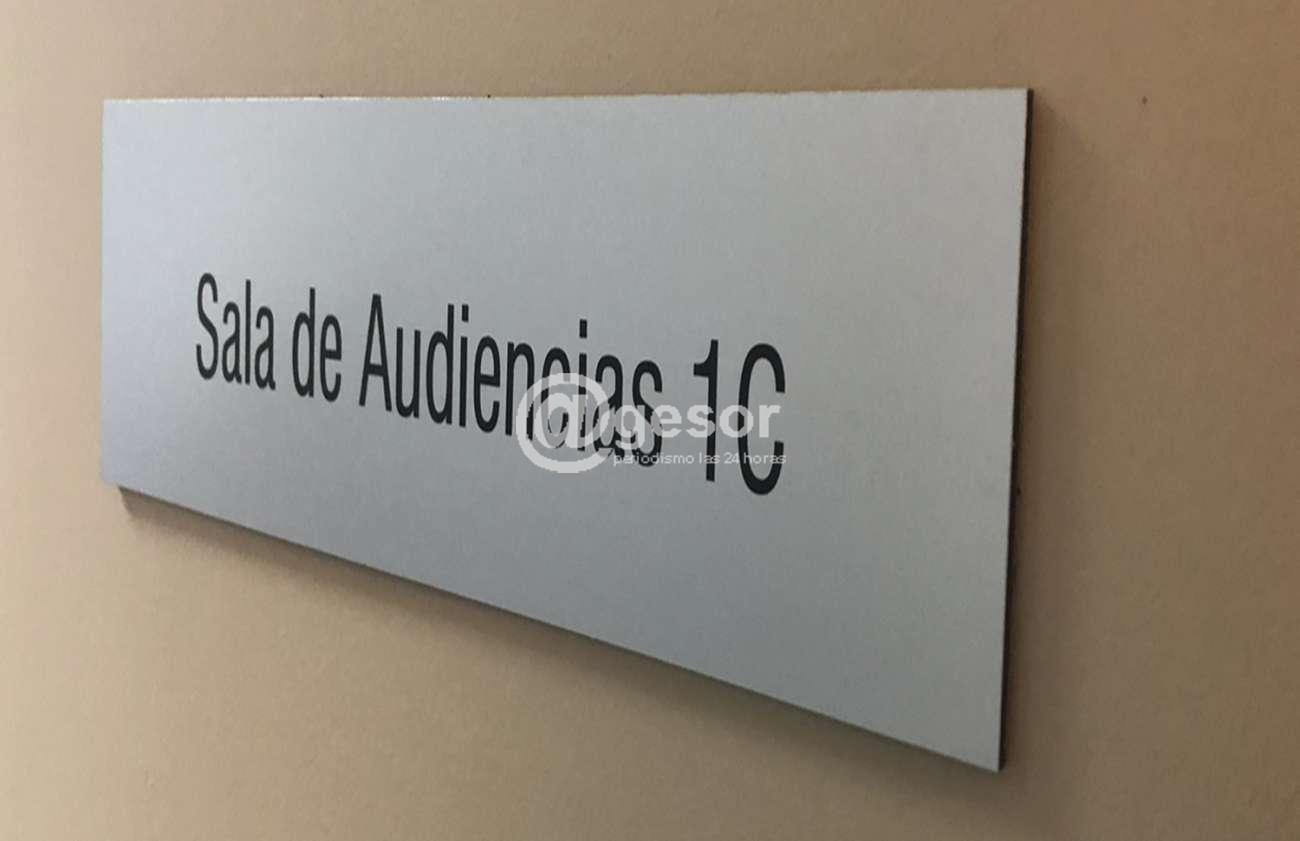 Sala de Audiencias 1C
@gesor
periodismo las 24 horas